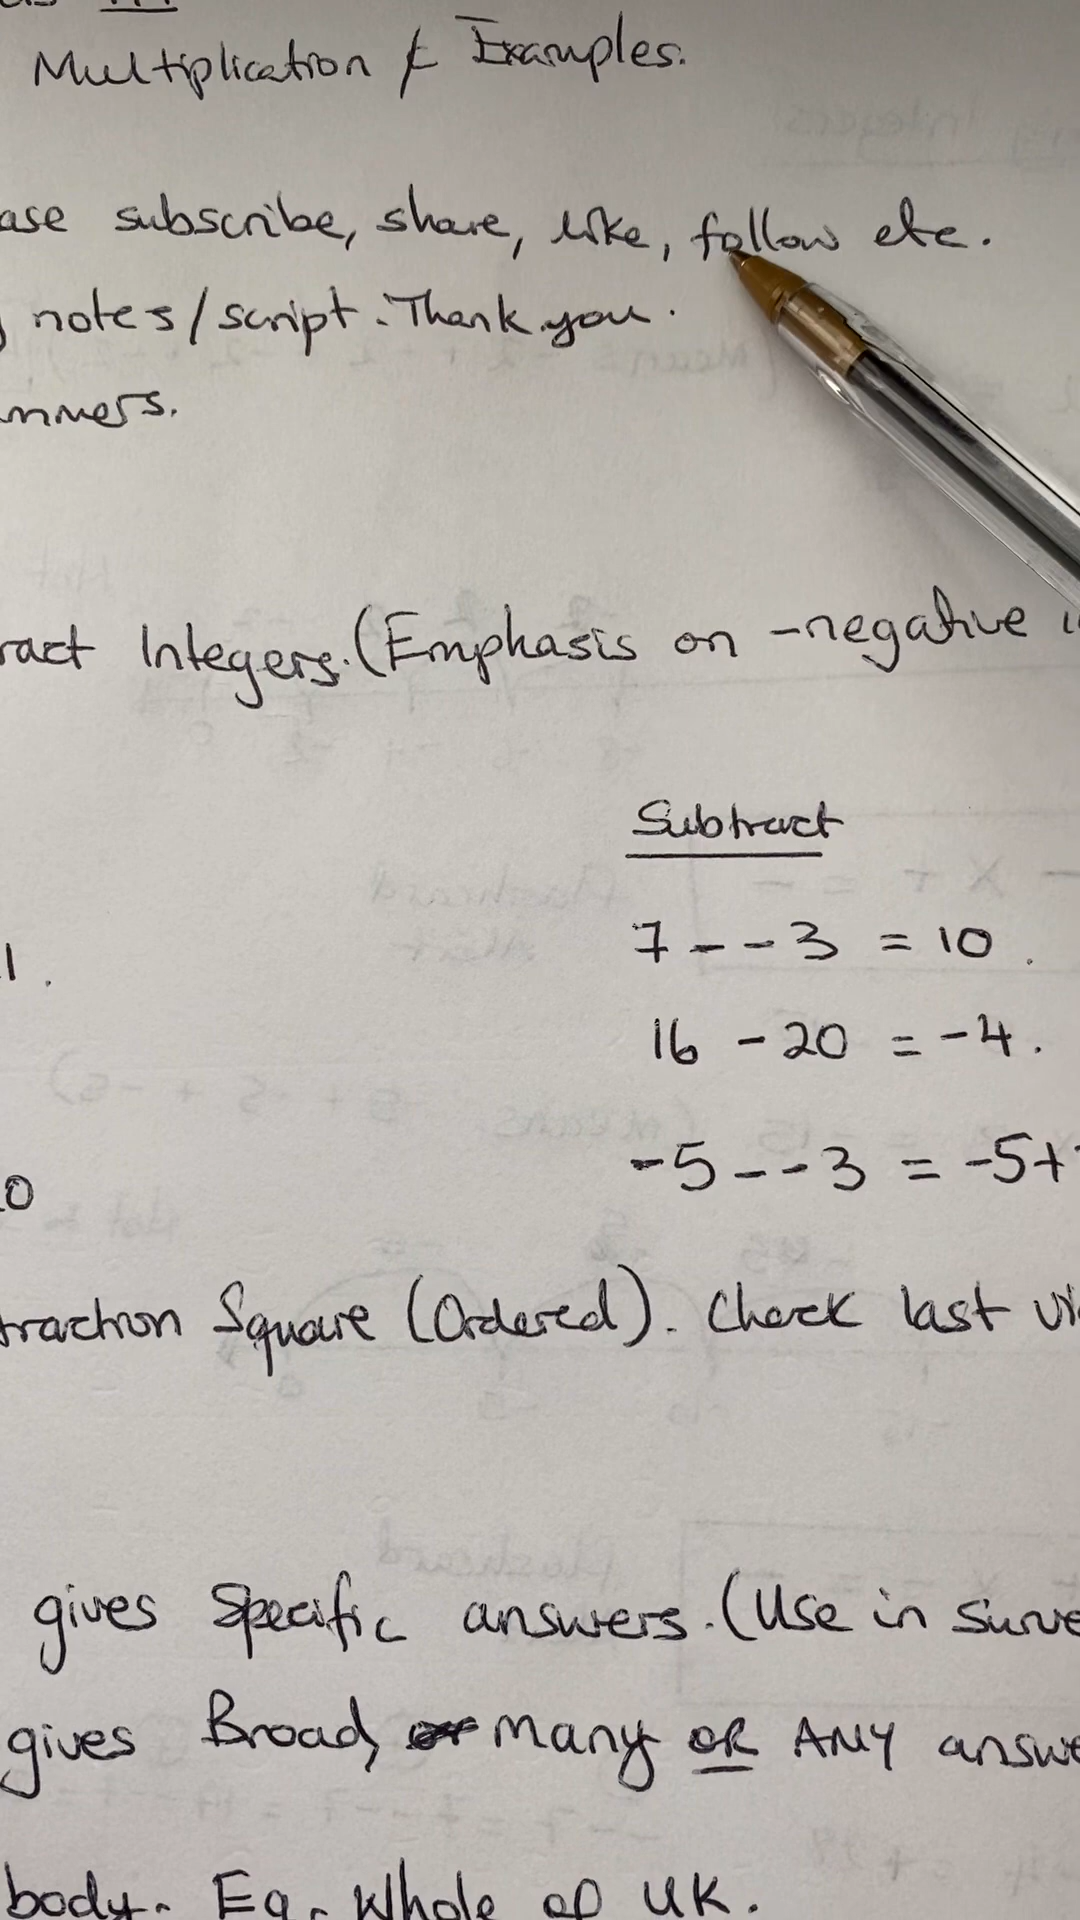 Multiplication & Examples.
ase subscribe, share, like, follow etc.
notes/script. Thank you.
nners.
ract Integers. (Emphasis on -negative i
Subtract
7 - - 3 = 10.
1.
16 - 20 = -4.
-5 - - 3 = -5+
0
traction Square (Ordered). Check last vi
gives Specific answers. (Use in Surve
gives Broad, many OR ANY answe
body. Eg. Whole of UK.